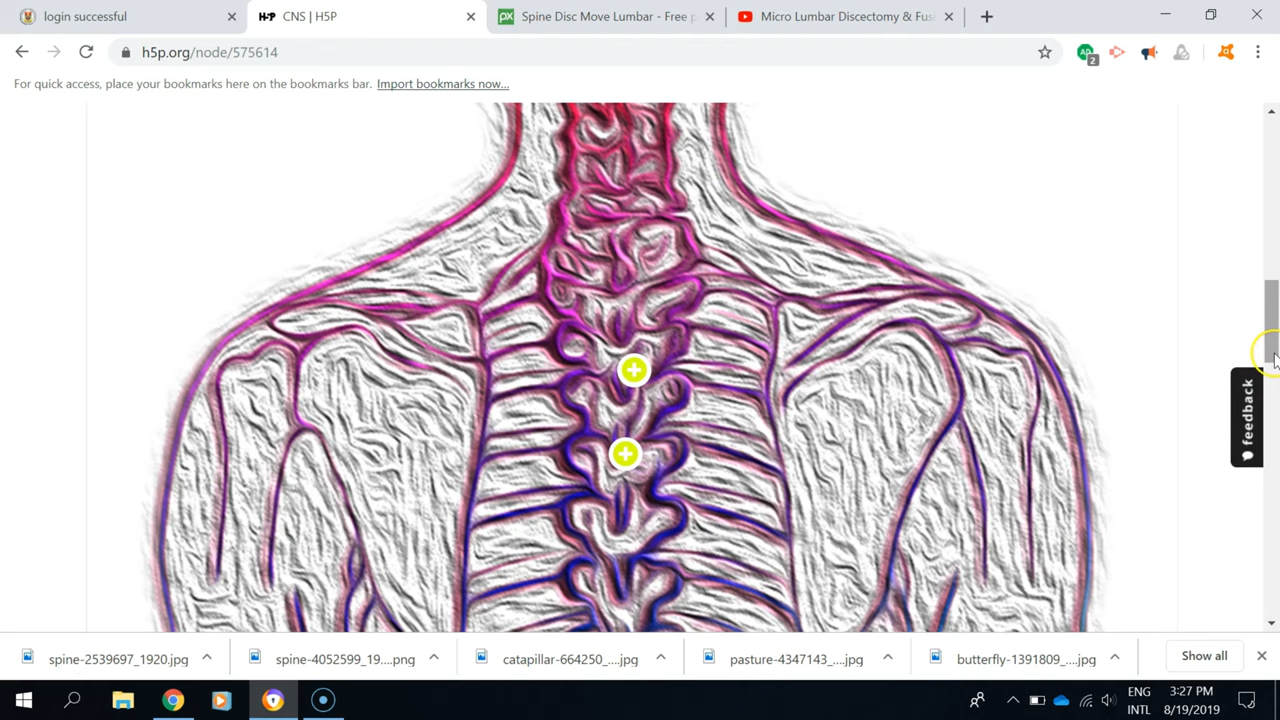 login successful
H-P CNS | H5P
px Spine Disc Move Lumbar - Free p
Micro Lumbar Discectomy & Fus
h5p.org/node/575614
2
For quick access, place your bookmarks here on the bookmarks bar. Import bookmarks now...
feedback
spine-2539697_1920.jpg
spine-4052599_19....png
catapillar-664250_....jpg
pasture-4347143_....jpg
butterfly-1391809_....jpg
Show all
ENG
INTL
3:27 PM
8/19/2019